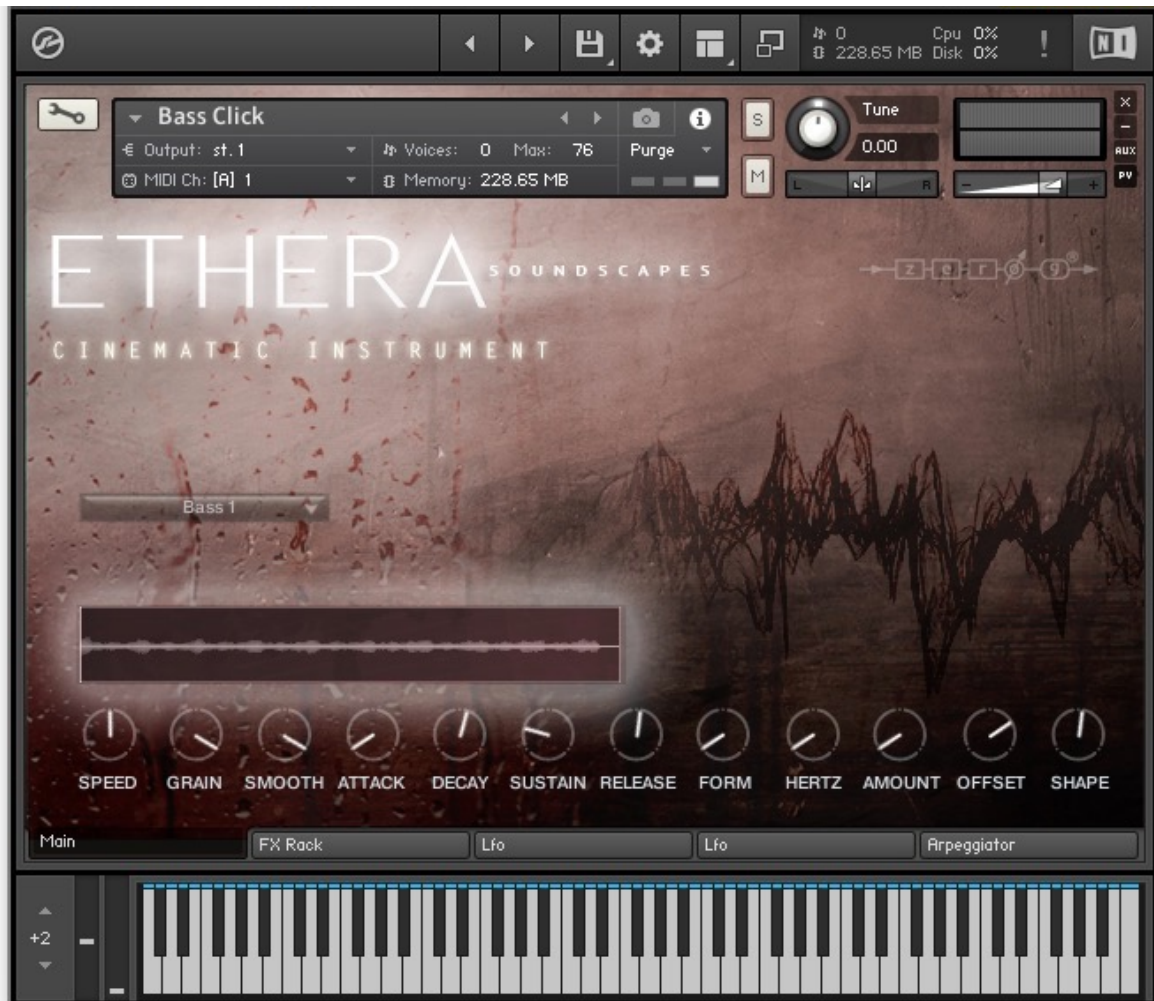 0 Cpu 0%
228.65 MB Disk 0%
! NI
Bass Click
i S Tune
Output: st. 1 Voices: 0 Max: 76 Purge 0.00
MIDI Ch: [A] 1 Memory: 228.65 MB M L R - +
X
-
AUX
PV
ETHERA SOUNDSCAPES
zerøg®
CINEMATIC INSTRUMENT
Bass 1
SPEED GRAIN SMOOTH ATTACK DECAY SUSTAIN RELEASE FORM HERTZ AMOUNT OFFSET SHAPE
Main FX Rack Lfo Lfo Arpeggiator
+2